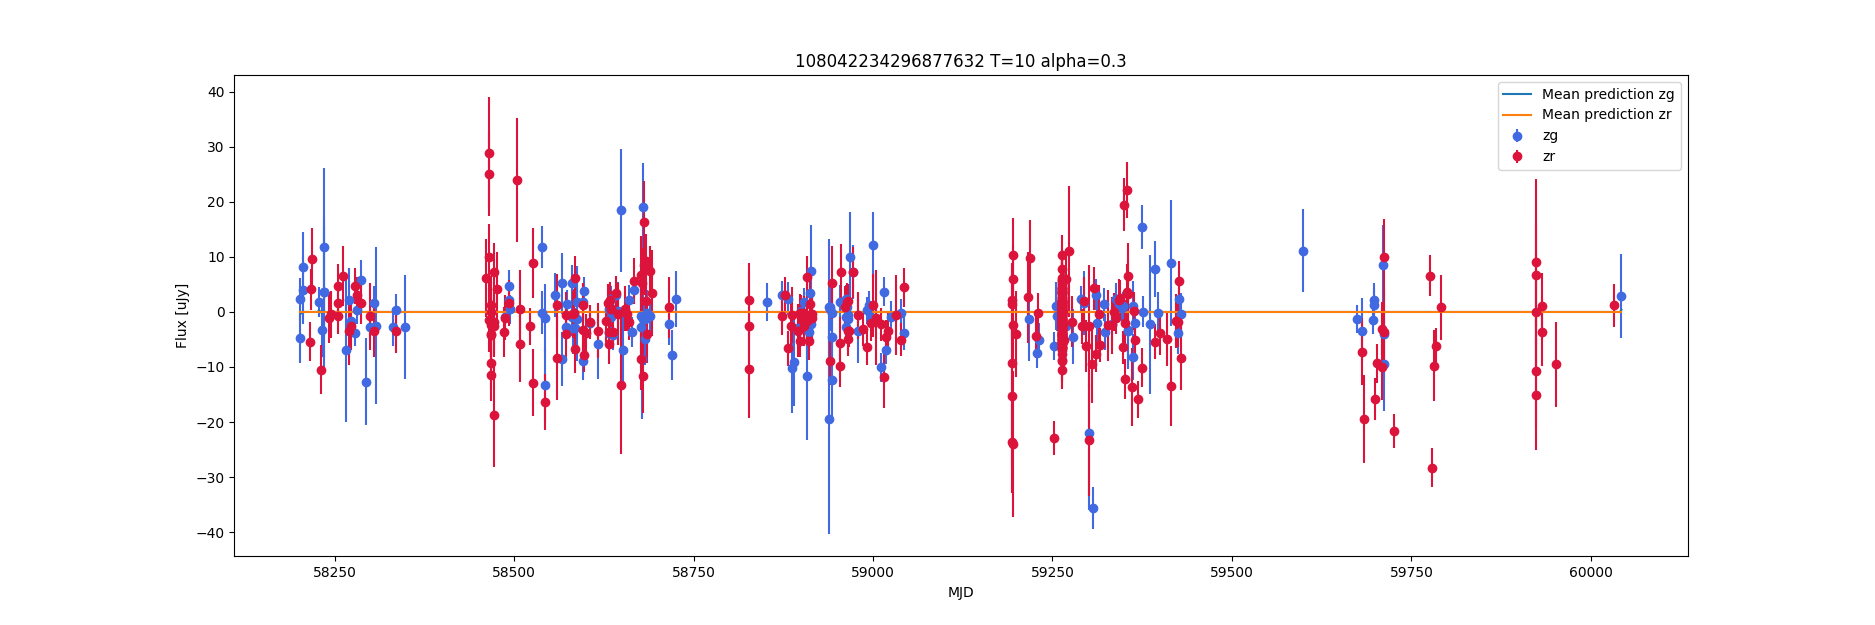 108042234296877632 T=10 alpha=0.3
Flux [uJy]
40
30
20
10
0
−10
−20
−30
−40
Mean prediction zg
Mean prediction zr
zg
zr
58250 58500 58750 59000 59250 59500 59750 60000
MJD